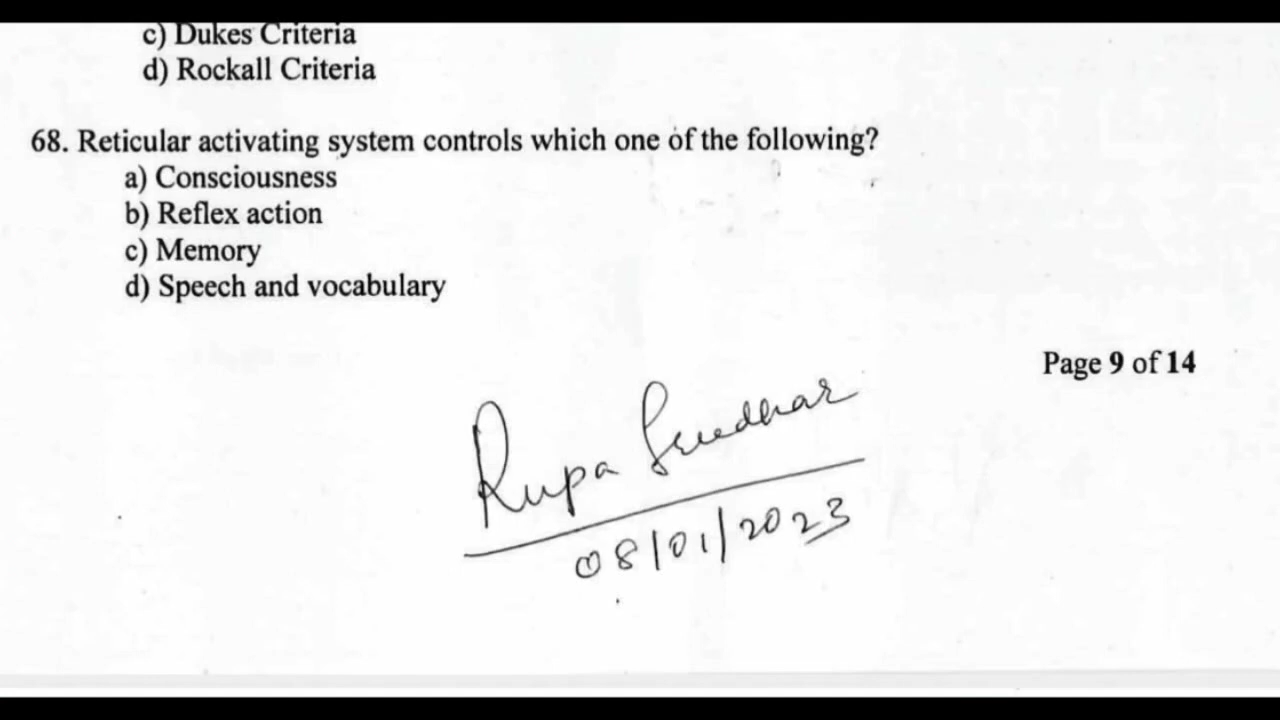 c) Dukes Criteria
d) Rockall Criteria
68. Reticular activating system controls which one of the following?
a) Consciousness
b) Reflex action
c) Memory
d) Speech and vocabulary
Page 9 of 14
Rupa
08/01/2023